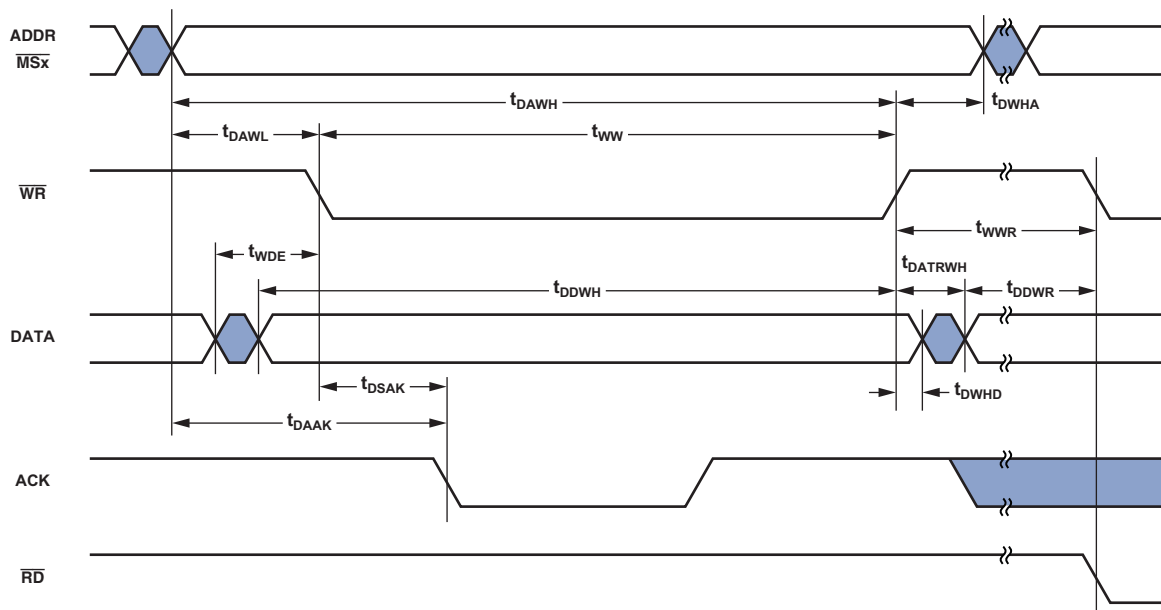 ADDR
MSx
tDAWH
tDWHA
tDAWL
tWW
WR
tWWR
tWDE
tDATRWH
tDDWH
tDDWR
DATA
tDSAK
tDWHD
tDAAK
ACK
RD